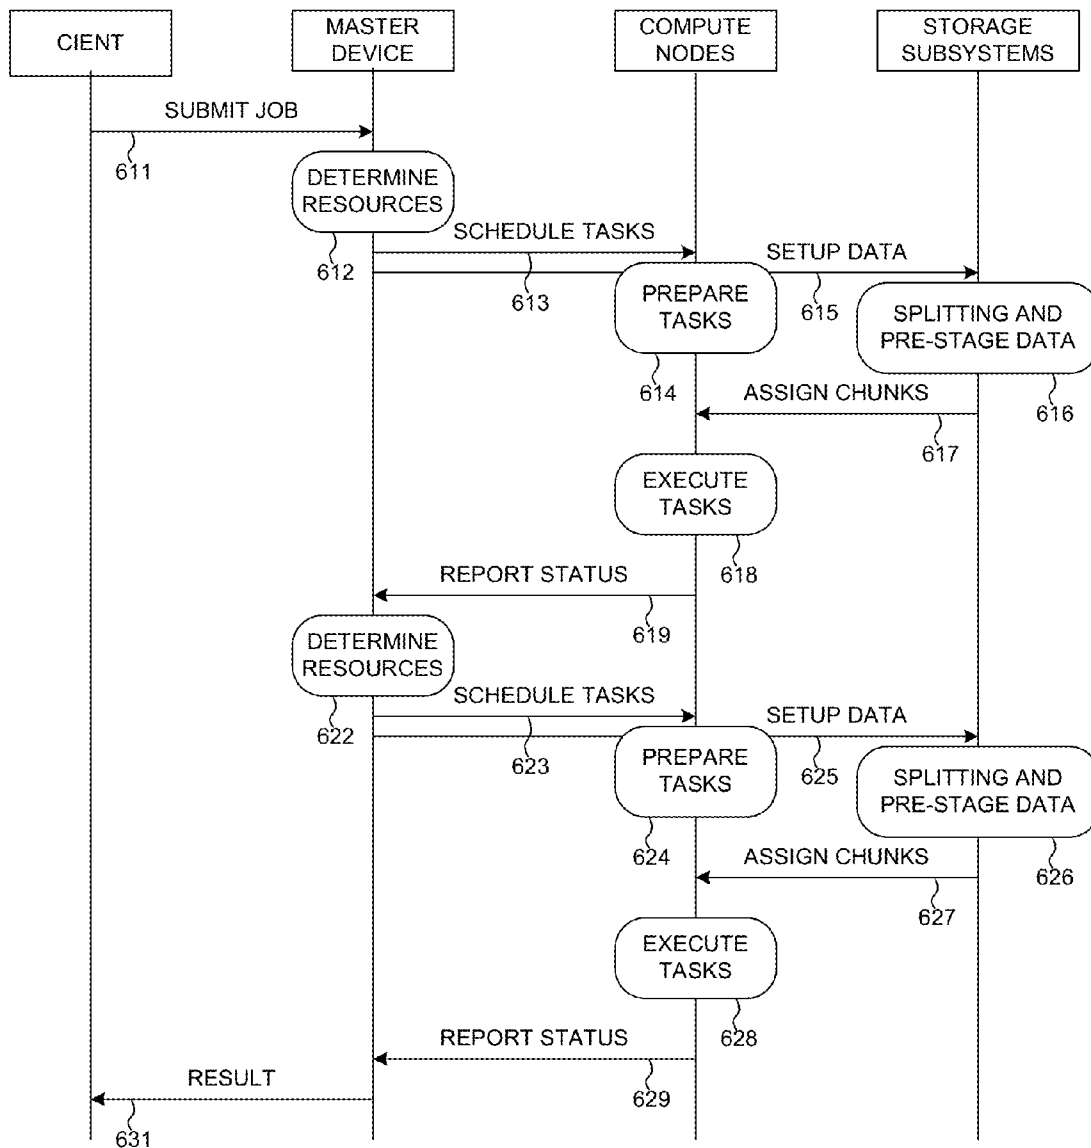 CIENT
MASTER
DEVICE
COMPUTE
NODES
STORAGE
SUBSYSTEMS
SUBMIT JOB
611
DETERMINE
RESOURCES
612
SCHEDULE TASKS
613
SETUP DATA
615
PREPARE
TASKS
614
SPLITTING AND
PRE-STAGE DATA
616
ASSIGN CHUNKS
617
EXECUTE
TASKS
618
REPORT STATUS
619
DETERMINE
RESOURCES
622
SCHEDULE TASKS
623
SETUP DATA
625
PREPARE
TASKS
624
SPLITTING AND
PRE-STAGE DATA
626
ASSIGN CHUNKS
627
EXECUTE
TASKS
628
REPORT STATUS
629
RESULT
631